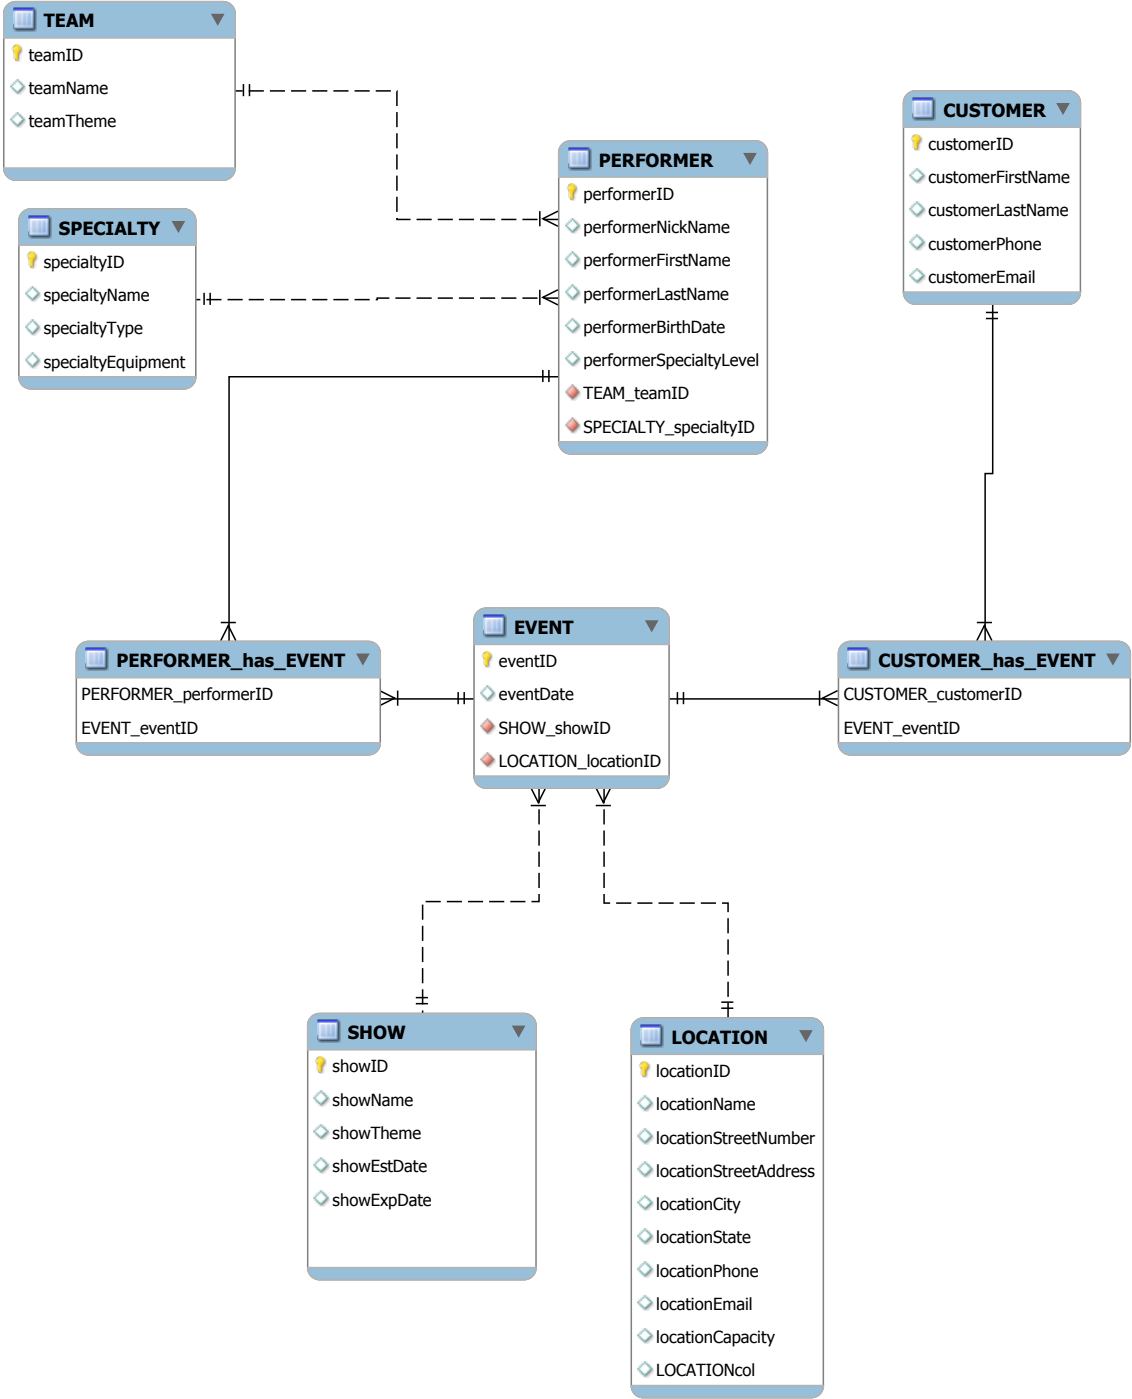 TEAM
teamID
teamName
teamTheme
SPECIALTY
specialtyID
specialtyName
specialtyType
specialtyEquipment
PERFORMER
performerID
performerNickName
performerFirstName
performerLastName
performerBirthDate
performerSpecialtyLevel
TEAM_teamID
SPECIALTY_specialtyID
CUSTOMER
customerID
customerFirstName
customerLastName
customerPhone
customerEmail
PERFORMER_has_EVENT
PERFORMER_performerID
EVENT_eventID
EVENT
eventID
eventDate
SHOW_showID
LOCATION_locationID
CUSTOMER_has_EVENT
CUSTOMER_customerID
EVENT_eventID
SHOW
showID
showName
showTheme
showEstDate
showExpDate
LOCATION
locationID
locationName
locationStreetNumber
locationStreetAddress
locationCity
locationState
locationPhone
locationEmail
locationCapacity
LOCATIONcol